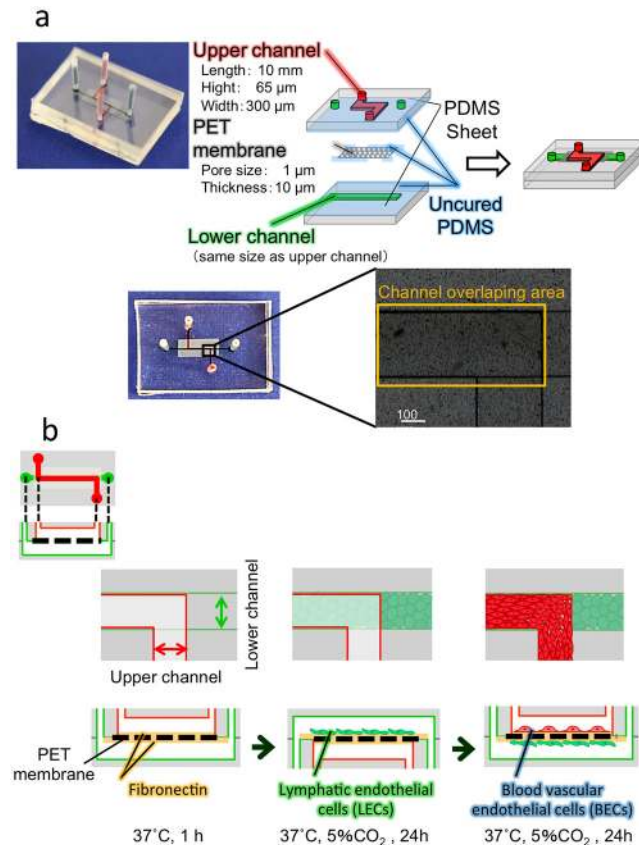 a
Upper channel
Length: 10 mm
Hight: 65 μm
Width: 300 μm
PET
membrane
Pore size: 1 μm
Thickness: 10 μm
Lower channel
(same size as upper channel)
PDMS
Sheet
Uncured
PDMS
Channel overlaping area
100
b
Lower channel
Upper channel
PET
membrane
Fibronectin
Lymphatic endothelial
cells (LECs)
Blood vascular
endothelial cells (BECs)
37˚C, 1 h
37˚C, 5%CO₂ , 24h
37˚C, 5%CO₂ , 24h